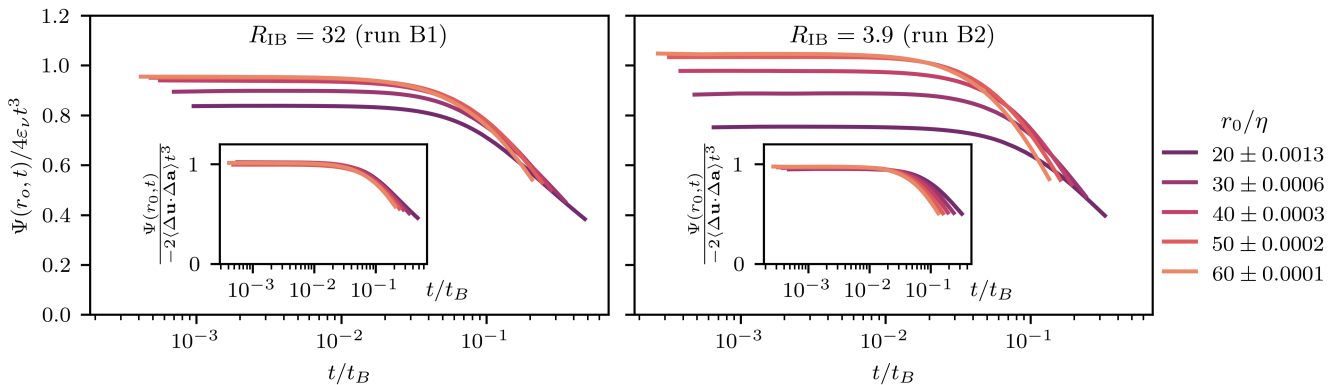 Ψ(r_o, t)/4ε_ν t³
1.2
1.0
0.8
0.6
0.4
0.2
0.0
R_IB = 32 (run B1)
Ψ(r_0,t)
−2⟨Δu·Δa⟩t³
1
0
10⁻³
10⁻²
10⁻¹
t/t_B
10⁻³
10⁻²
10⁻¹
t/t_B
R_IB = 3.9 (run B2)
Ψ(r_0,t)
−2⟨Δu·Δa⟩t³
1
0
10⁻³
10⁻²
10⁻¹
t/t_B
10⁻³
10⁻²
10⁻¹
t/t_B
r_0/η
20 ± 0.0013
30 ± 0.0006
40 ± 0.0003
50 ± 0.0002
60 ± 0.0001